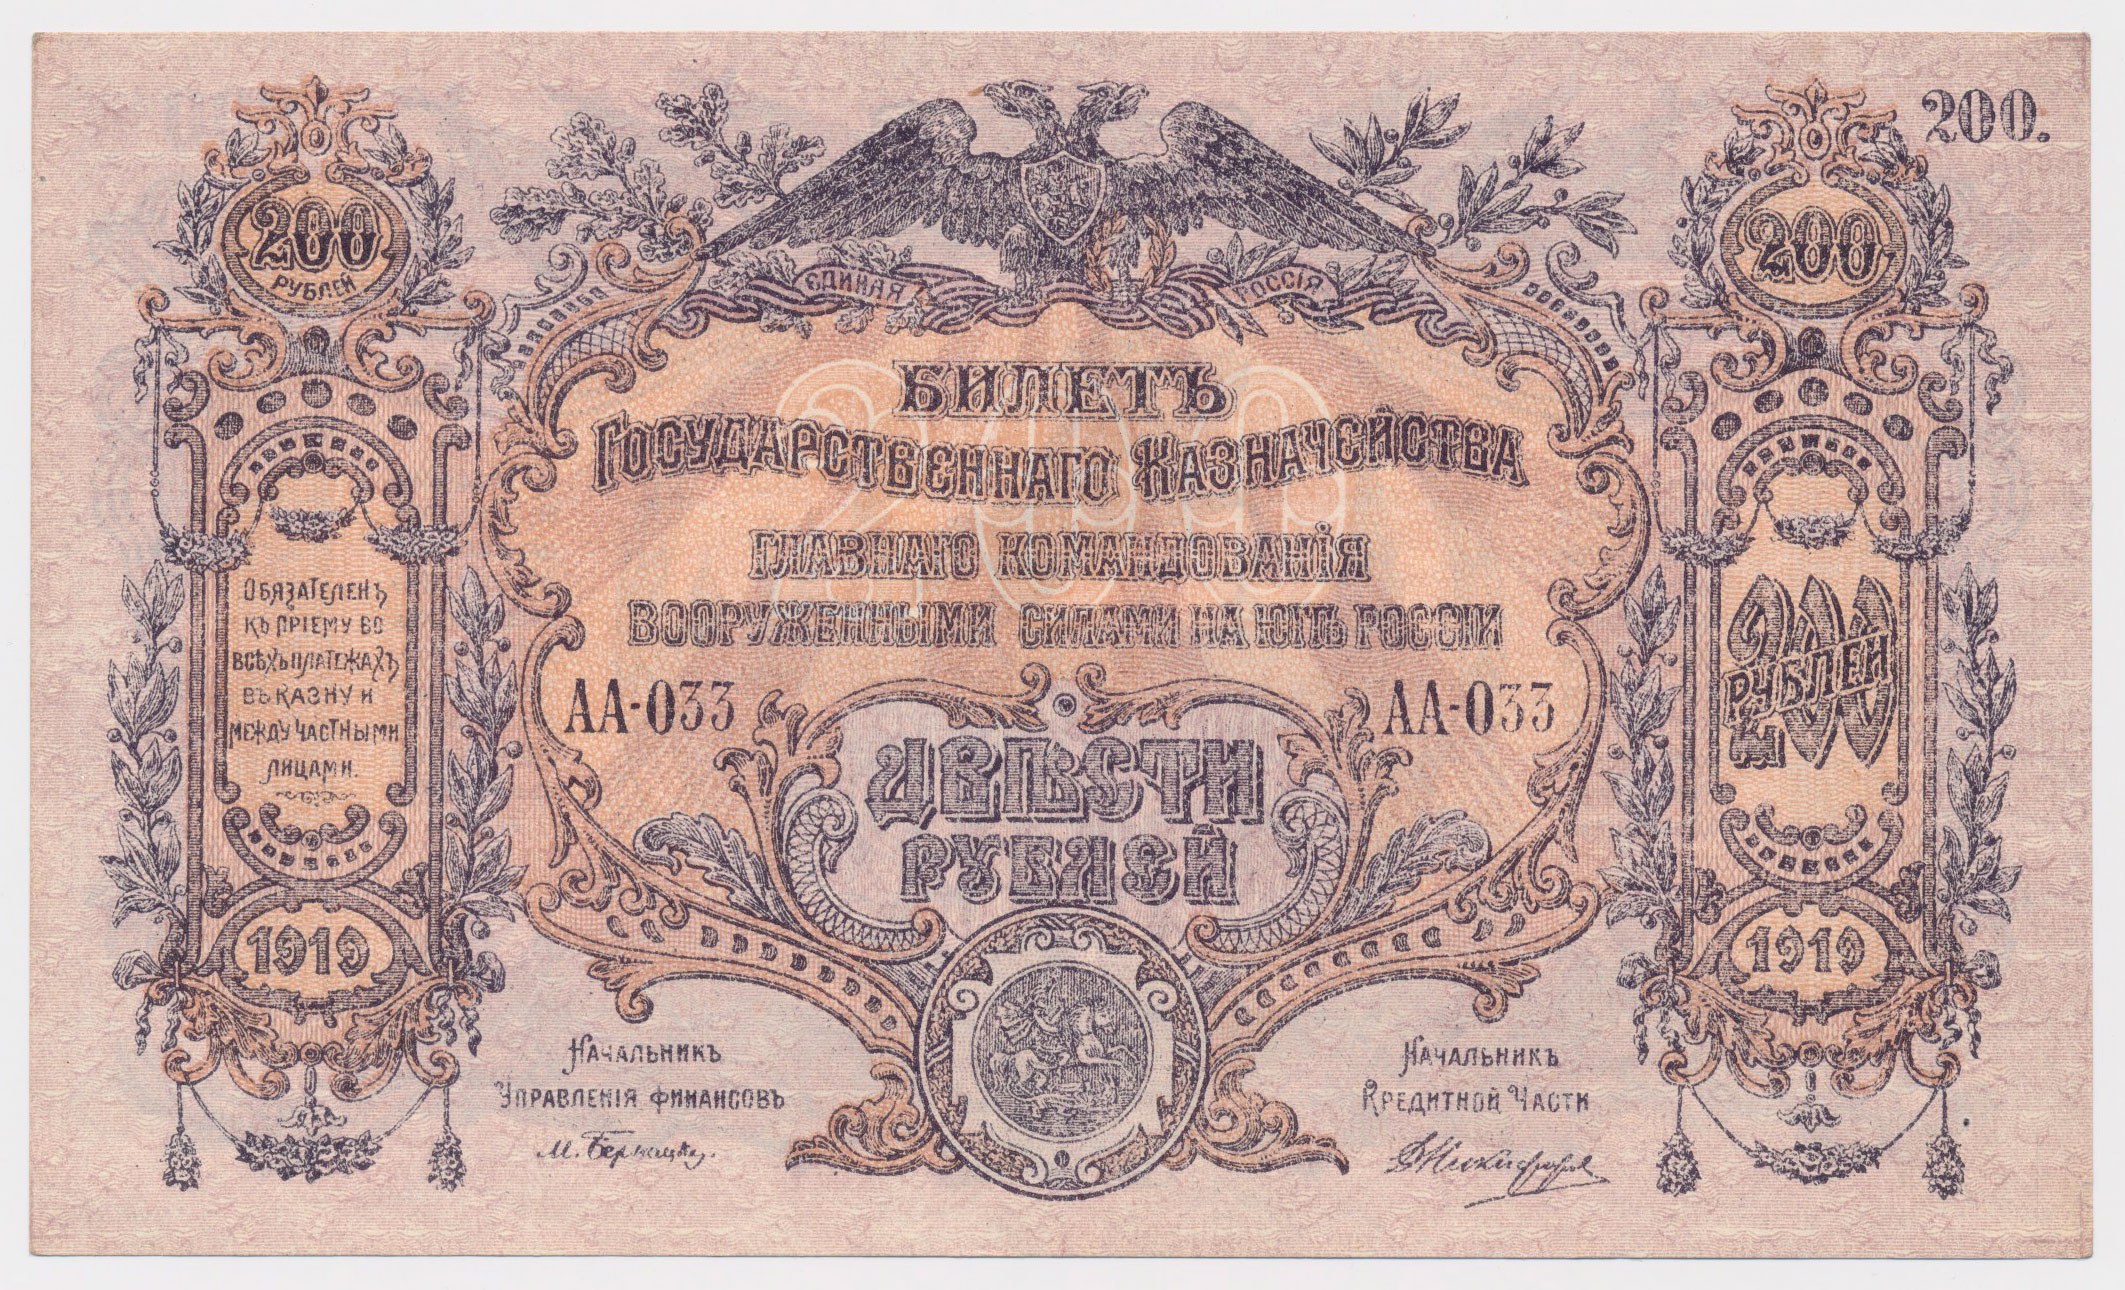 200.
200
РУБЛЕЙ
200
ЕДИНАЯ РОССІЯ
200
БИЛЕТЪ
ГОСУДАРСТВЕННАГО КАЗНАЧЕЙСТВА
ГЛАВНАГО КОМАНДОВАНІЯ
ВООРУЖЕННЫМИ СИЛАМИ НА ЮГѢ РОССІИ
АА-033 АА-033
ДВѢСТИ
РУБЛЕЙ
ОБЯЗАТЕЛЕНЪ
КЪ ПРІЕМУ ВО
ВСѢХЪ ПЛАТЕЖАХЪ
ВЪ КАЗНУ И
МЕЖДУ ЧАСТНЫМИ
ЛИЦАМИ.
200
РУБЛЕЙ
1919
1919
НАЧАЛЬНИКЪ
УПРАВЛЕНІЯ ФИНАНСОВЪ
НАЧАЛЬНИКЪ
КРЕДИТНОЙ ЧАСТИ